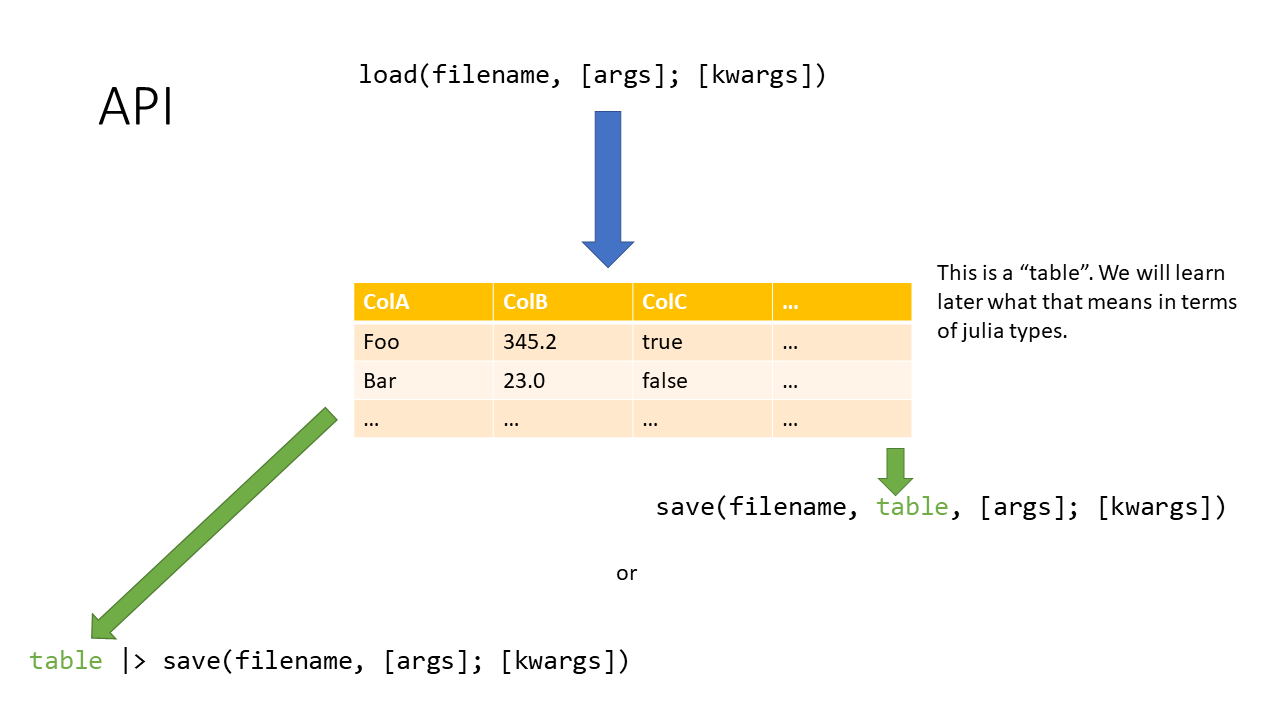 API
load(filename, [args]; [kwargs])
ColA ColB ColC …
Foo 345.2 true …
Bar 23.0 false …
… … … …
This is a “table”. We will learn
later what that means in terms
of julia types.
save(filename, table, [args]; [kwargs])
or
table |> save(filename, [args]; [kwargs])